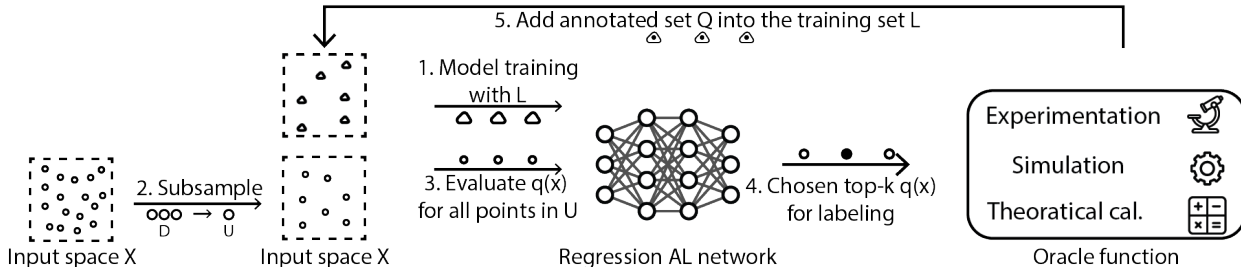 5. Add annotated set Q into the training set L
1. Model training
with L
2. Subsample
D
U
3. Evaluate q(x)
for all points in U
4. Chosen top-k q(x)
for labeling
Experimentation
Simulation
Theoratical cal.
Input space X
Input space X
Regression AL network
Oracle function